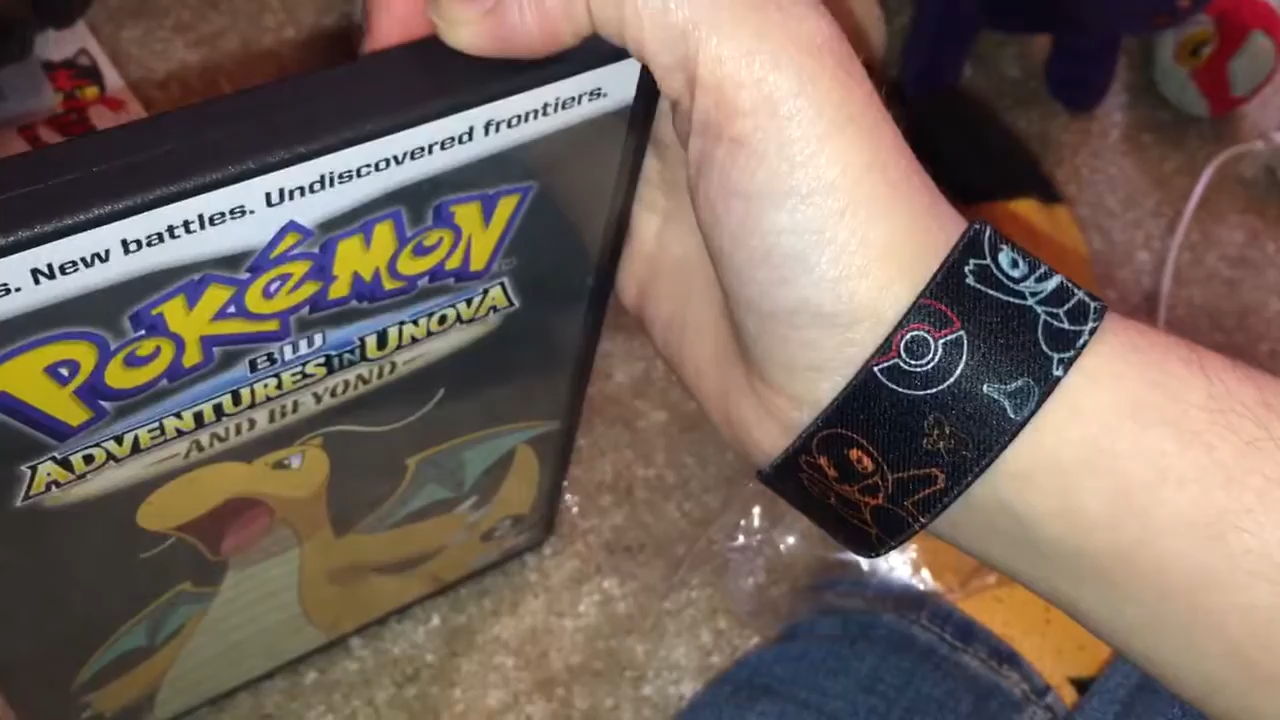 s. New battles. Undiscovered frontiers.
POKéMON
BW
ADVENTURES IN UNOVA
—AND BEYOND—